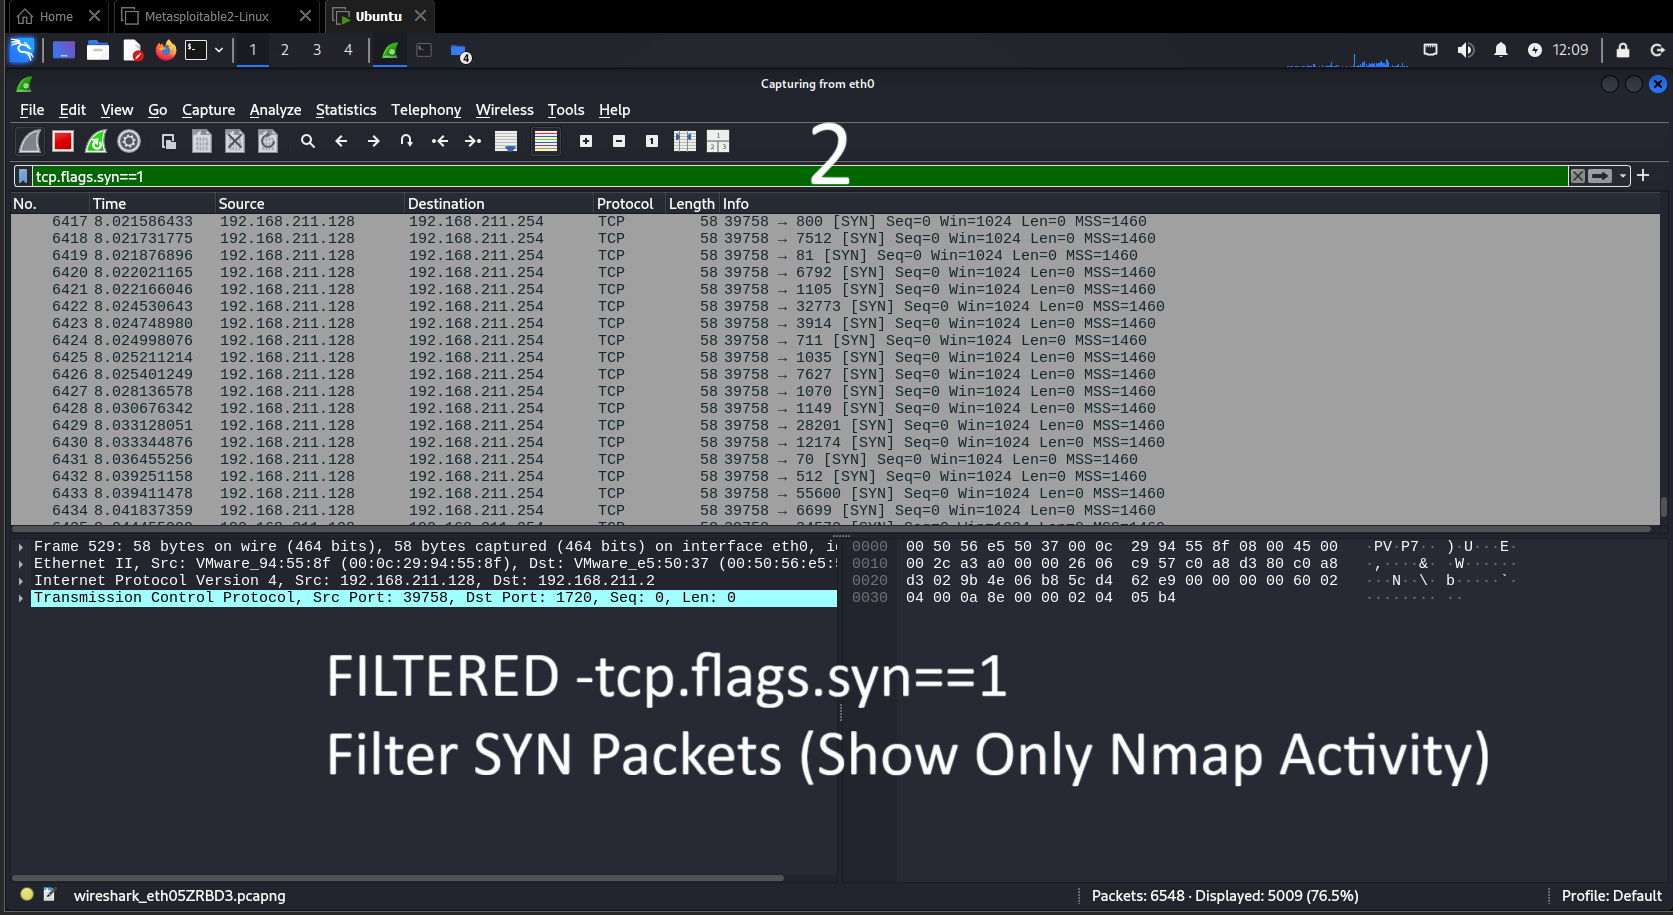 Home
Metasploitable2-Linux
Ubuntu
1 2 3 4
4
12:09
Capturing from eth0
File Edit View Go Capture Analyze Statistics Telephony Wireless Tools Help
2
tcp.flags.syn==1
No. Time Source Destination Protocol Length Info
6417 8.021586433 192.168.211.128 192.168.211.254 TCP 58 39758 → 800 [SYN] Seq=0 Win=1024 Len=0 MSS=1460
6418 8.021731775 192.168.211.128 192.168.211.254 TCP 58 39758 → 7512 [SYN] Seq=0 Win=1024 Len=0 MSS=1460
6419 8.021876896 192.168.211.128 192.168.211.254 TCP 58 39758 → 81 [SYN] Seq=0 Win=1024 Len=0 MSS=1460
6420 8.022021165 192.168.211.128 192.168.211.254 TCP 58 39758 → 6792 [SYN] Seq=0 Win=1024 Len=0 MSS=1460
6421 8.022166046 192.168.211.128 192.168.211.254 TCP 58 39758 → 1105 [SYN] Seq=0 Win=1024 Len=0 MSS=1460
6422 8.024530643 192.168.211.128 192.168.211.254 TCP 58 39758 → 32773 [SYN] Seq=0 Win=1024 Len=0 MSS=1460
6423 8.024748980 192.168.211.128 192.168.211.254 TCP 58 39758 → 3914 [SYN] Seq=0 Win=1024 Len=0 MSS=1460
6424 8.024998076 192.168.211.128 192.168.211.254 TCP 58 39758 → 711 [SYN] Seq=0 Win=1024 Len=0 MSS=1460
6425 8.025211214 192.168.211.128 192.168.211.254 TCP 58 39758 → 1035 [SYN] Seq=0 Win=1024 Len=0 MSS=1460
6426 8.025401249 192.168.211.128 192.168.211.254 TCP 58 39758 → 7627 [SYN] Seq=0 Win=1024 Len=0 MSS=1460
6427 8.028136578 192.168.211.128 192.168.211.254 TCP 58 39758 → 1070 [SYN] Seq=0 Win=1024 Len=0 MSS=1460
6428 8.030676342 192.168.211.128 192.168.211.254 TCP 58 39758 → 1149 [SYN] Seq=0 Win=1024 Len=0 MSS=1460
6429 8.033128051 192.168.211.128 192.168.211.254 TCP 58 39758 → 28201 [SYN] Seq=0 Win=1024 Len=0 MSS=1460
6430 8.033344876 192.168.211.128 192.168.211.254 TCP 58 39758 → 12174 [SYN] Seq=0 Win=1024 Len=0 MSS=1460
6431 8.036455256 192.168.211.128 192.168.211.254 TCP 58 39758 → 70 [SYN] Seq=0 Win=1024 Len=0 MSS=1460
6432 8.039251158 192.168.211.128 192.168.211.254 TCP 58 39758 → 512 [SYN] Seq=0 Win=1024 Len=0 MSS=1460
6433 8.039411478 192.168.211.128 192.168.211.254 TCP 58 39758 → 55600 [SYN] Seq=0 Win=1024 Len=0 MSS=1460
6434 8.041837359 192.168.211.128 192.168.211.254 TCP 58 39758 → 6699 [SYN] Seq=0 Win=1024 Len=0 MSS=1460
Frame 529: 58 bytes on wire (464 bits), 58 bytes captured (464 bits) on interface eth0,
Ethernet II, Src: VMware_94:55:8f (00:0c:29:94:55:8f), Dst: VMware_e5:50:37 (00:50:56:e5:
Internet Protocol Version 4, Src: 192.168.211.128, Dst: 192.168.211.2
Transmission Control Protocol, Src Port: 39758, Dst Port: 1720, Seq: 0, Len: 0
0000 00 50 56 e5 50 37 00 0c 29 94 55 8f 08 00 45 00 ·PV·P7·· )·U···E·
0010 00 2c a3 a0 00 00 26 06 c9 57 c0 a8 d3 80 c0 a8 ·,····&· ·W······
0020 d3 02 9b 4e 06 b8 5c d4 62 e9 00 00 00 00 60 02 ···N··\· b·····`·
0030 04 00 0a 8e 00 00 02 04 05 b4 ········ ··
FILTERED -tcp.flags.syn==1
Filter SYN Packets (Show Only Nmap Activity)
wireshark_eth05ZRBD3.pcapng
Packets: 6548 · Displayed: 5009 (76.5%)
Profile: Default